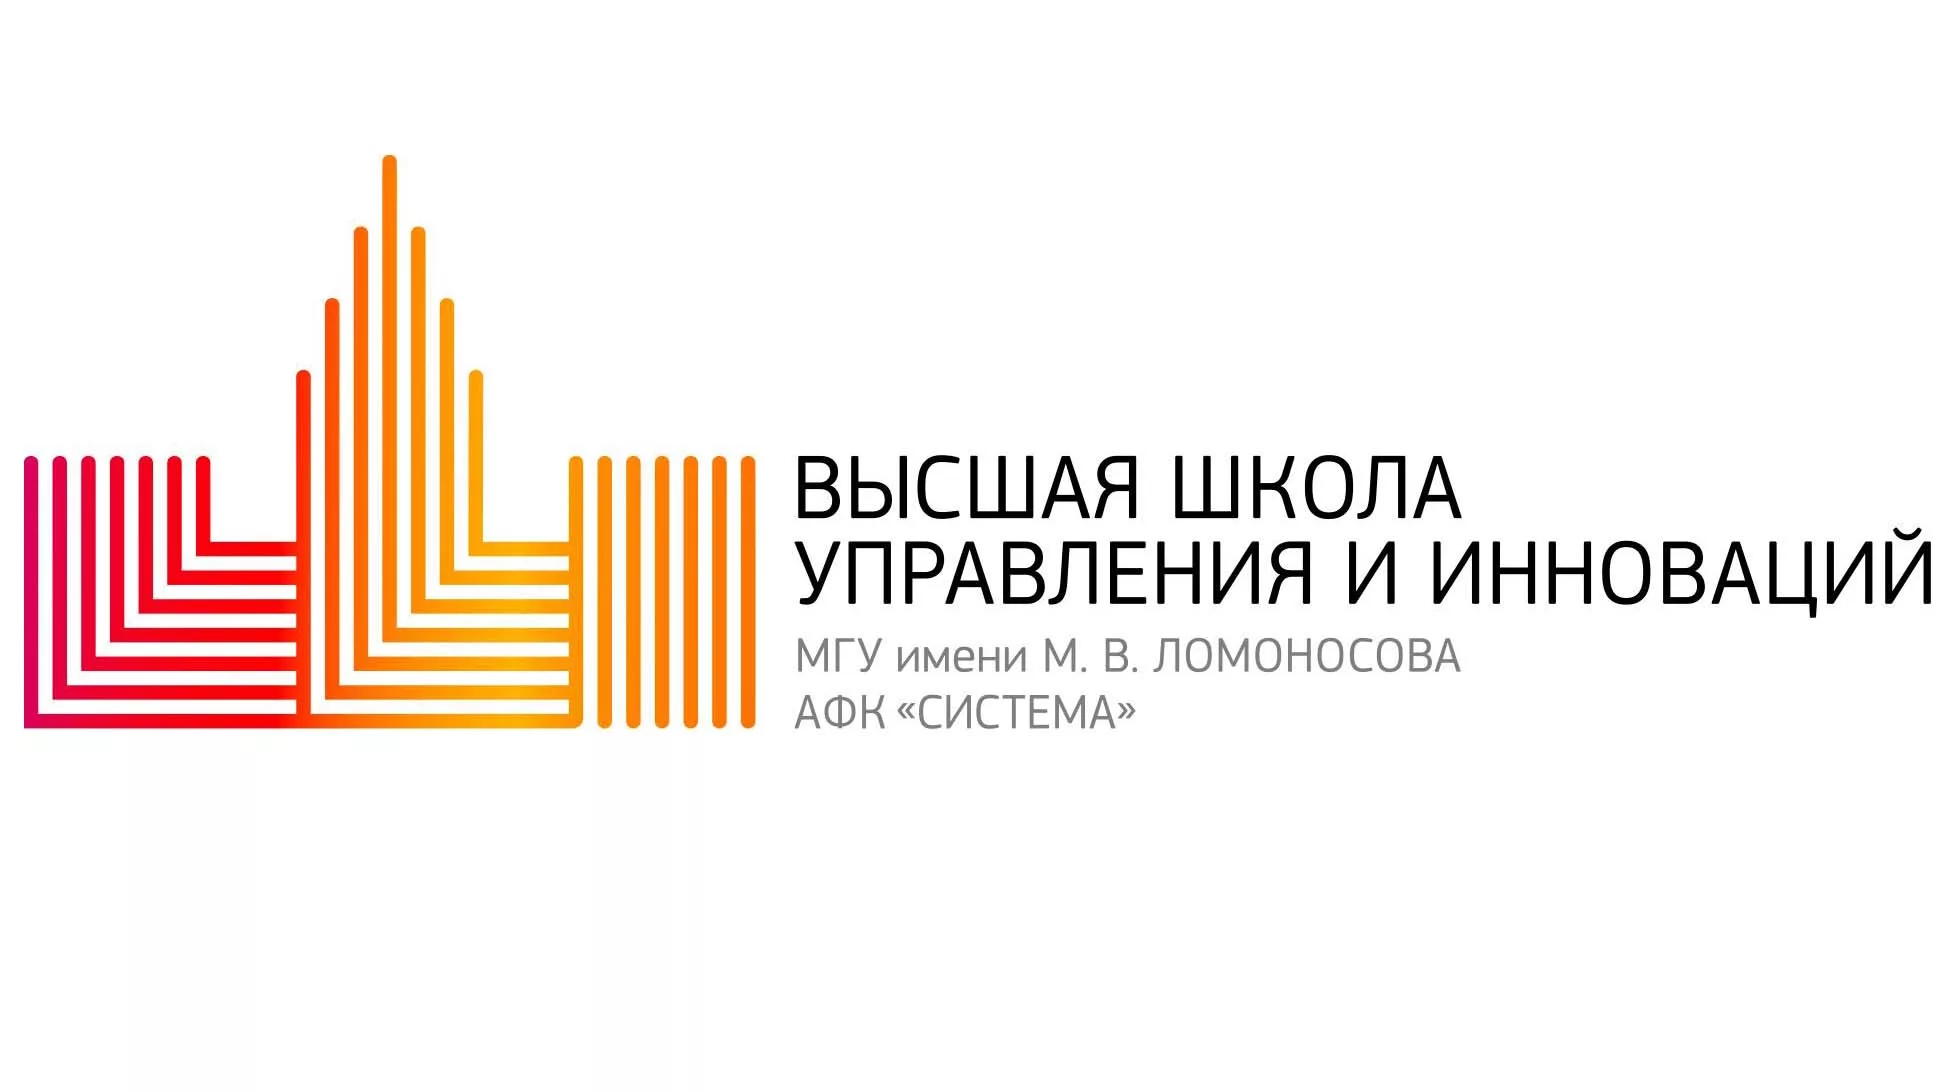 ВЫСШАЯ ШКОЛА
УПРАВЛЕНИЯ И ИННОВАЦИЙ
МГУ имени М. В. ЛОМОНОСОВА
АФК «СИСТЕМА»